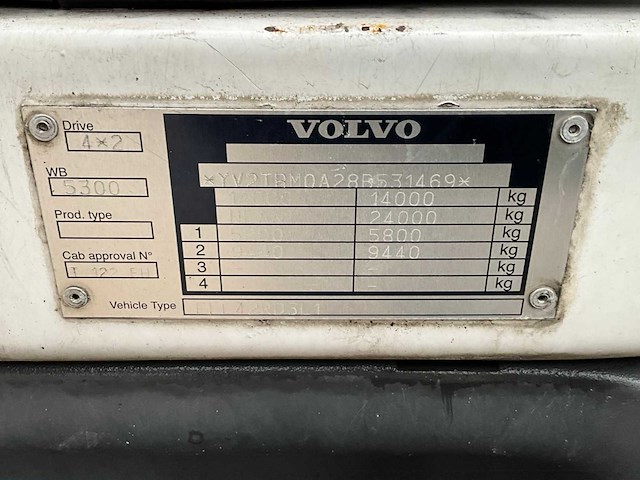 VOLVO
Drive
4*2
*YV2TBM0A28B531469*
WB
5300
14000 kg
24000 kg
Prod. type
1 5800 kg
2 9440 kg
Cab approval N°
3 - kg
4 - kg
Vehicle Type